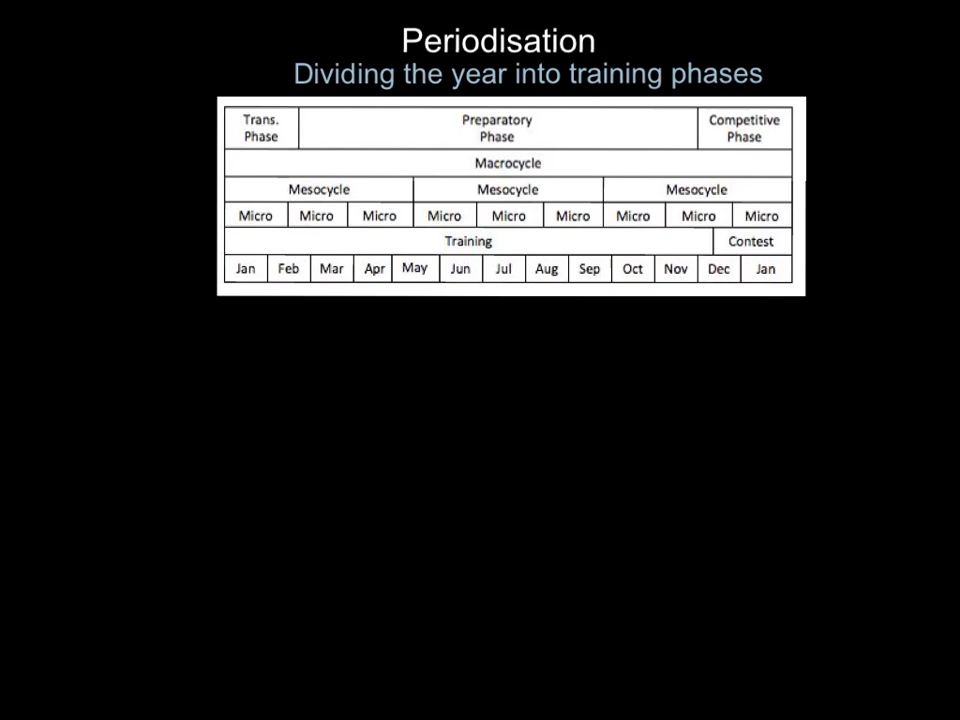 Periodisation
Dividing the year into training phases
Trans. Phase Preparatory Phase Competitive Phase
Macrocycle
Mesocycle Mesocycle Mesocycle
Micro Micro Micro Micro Micro Micro Micro Micro Micro
Training Contest
Jan Feb Mar Apr May Jun Jul Aug Sep Oct Nov Dec Jan